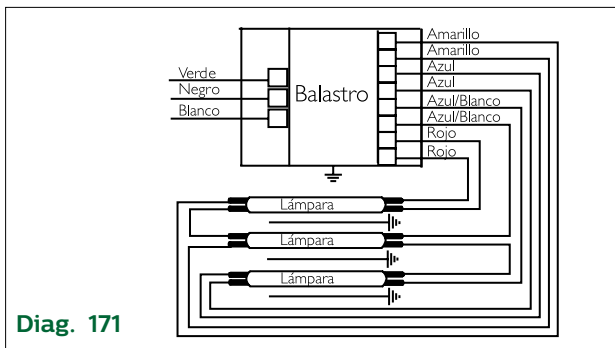 Amarillo
Amarillo
Azul
Azul
Azul/Blanco
Azul/Blanco
Rojo
Rojo
Verde
Negro
Blanco
Balastro
Lámpara
Lámpara
Lámpara
Diag. 171